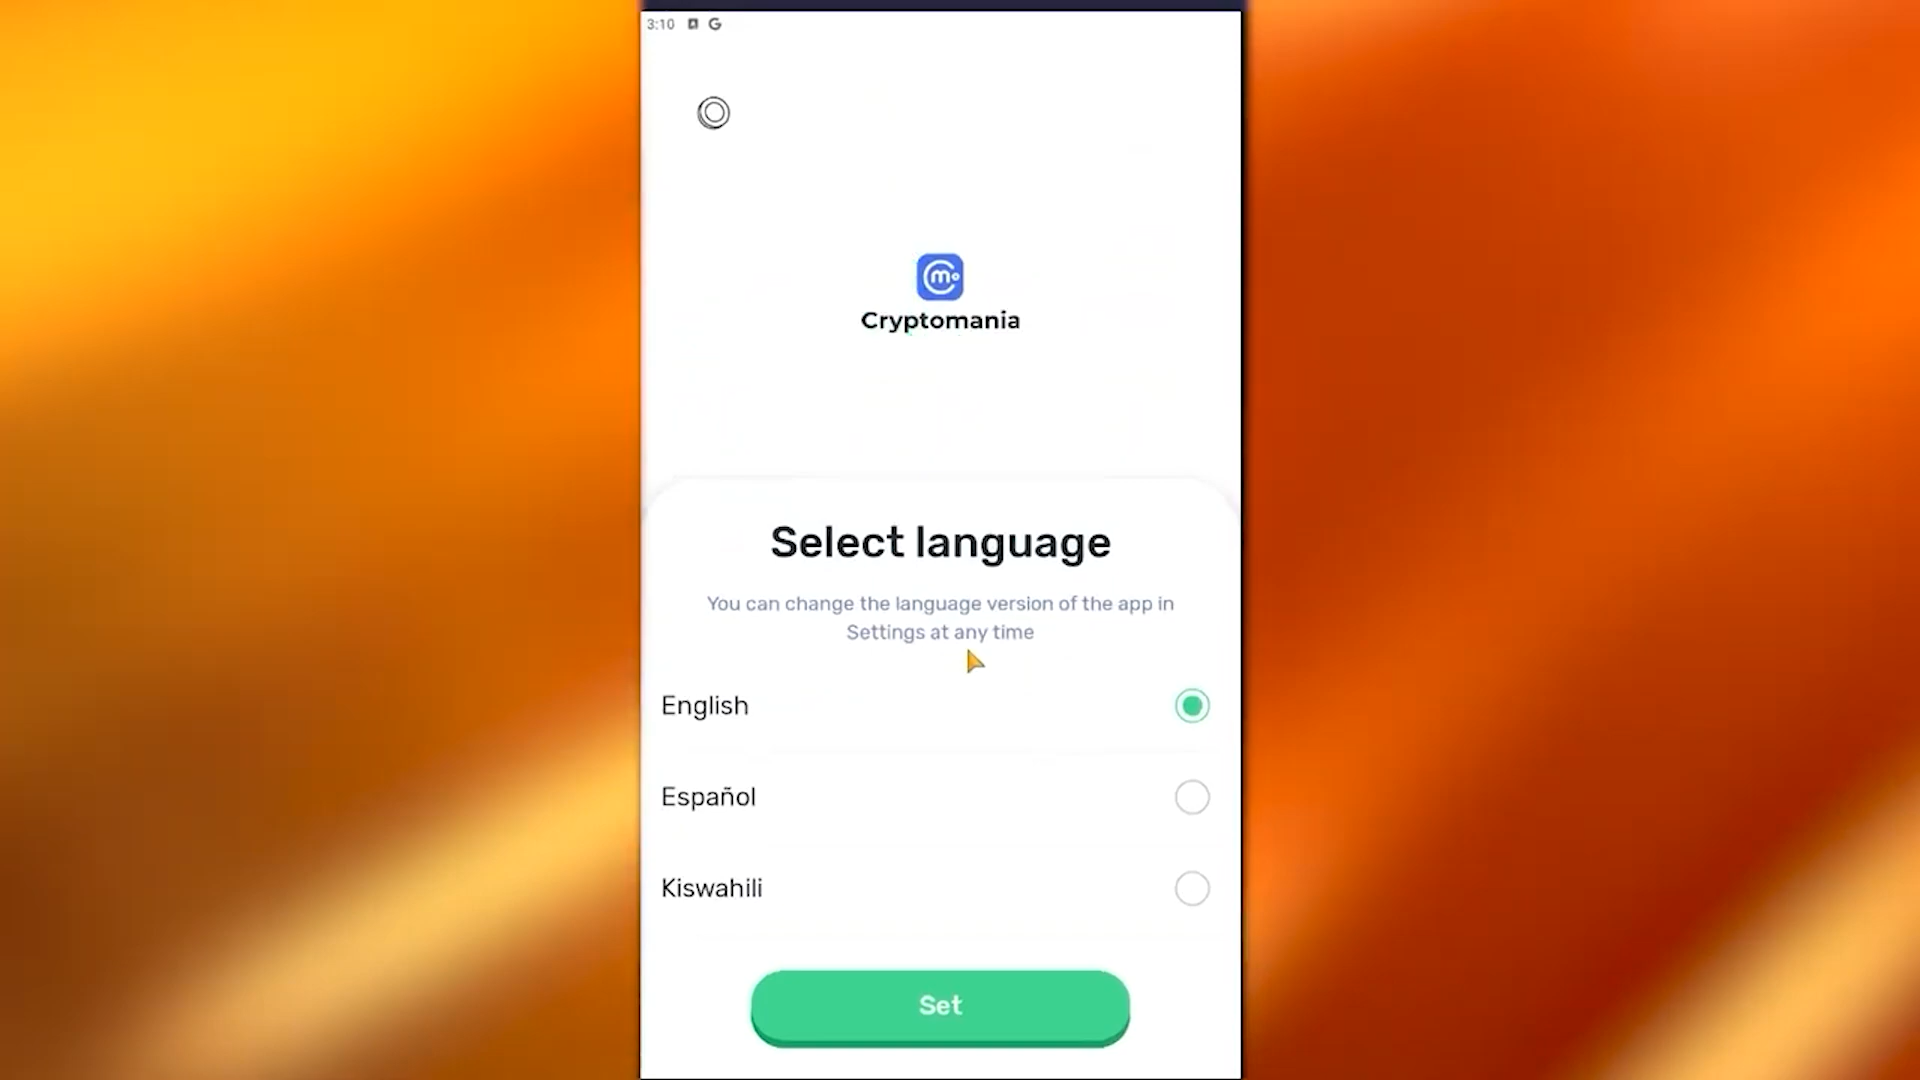 3:10
Cryptomania
Select language
You can change the language version of the app in
Settings at any time
English
Español
Kiswahili
Set